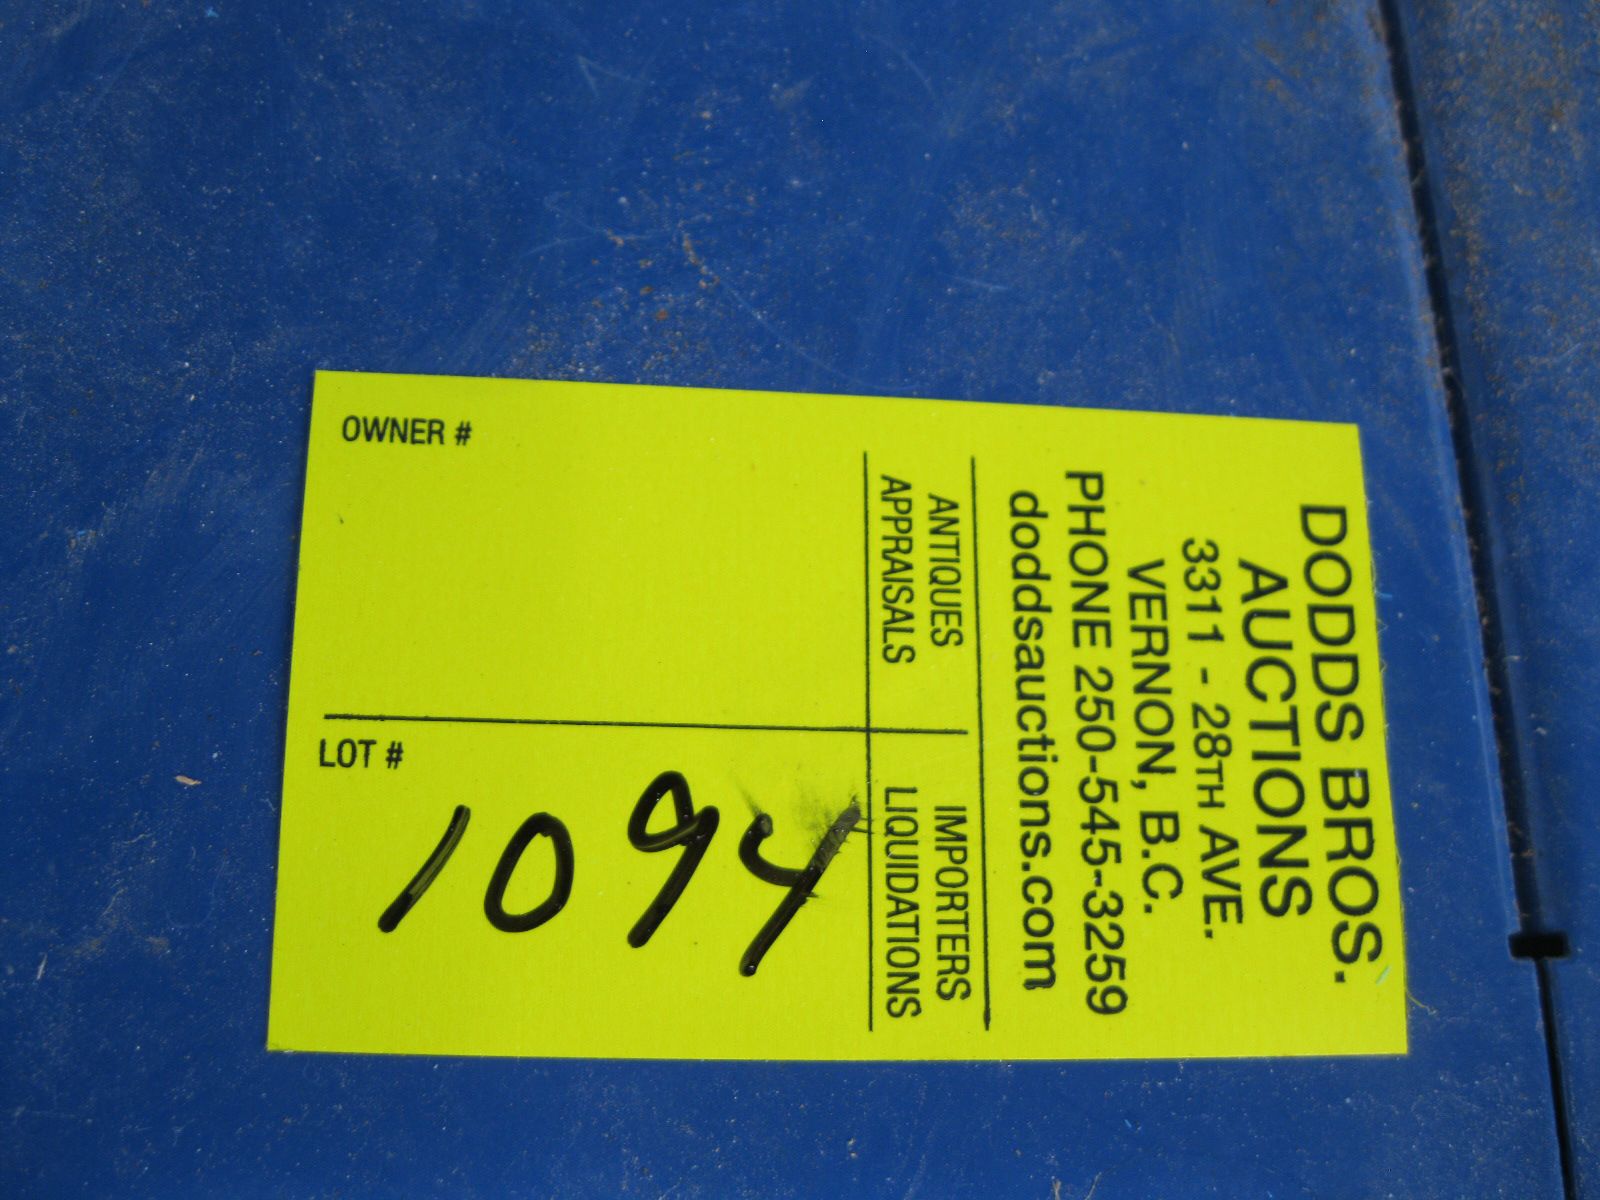 DODDS BROS.
AUCTIONS
3311 - 28TH AVE.
VERNON, B.C.
PHONE 250-545-3259
doddsauctions.com
ANTIQUES IMPORTERS
APPRAISALS LIQUIDATIONS
OWNER #
LOT #
1094